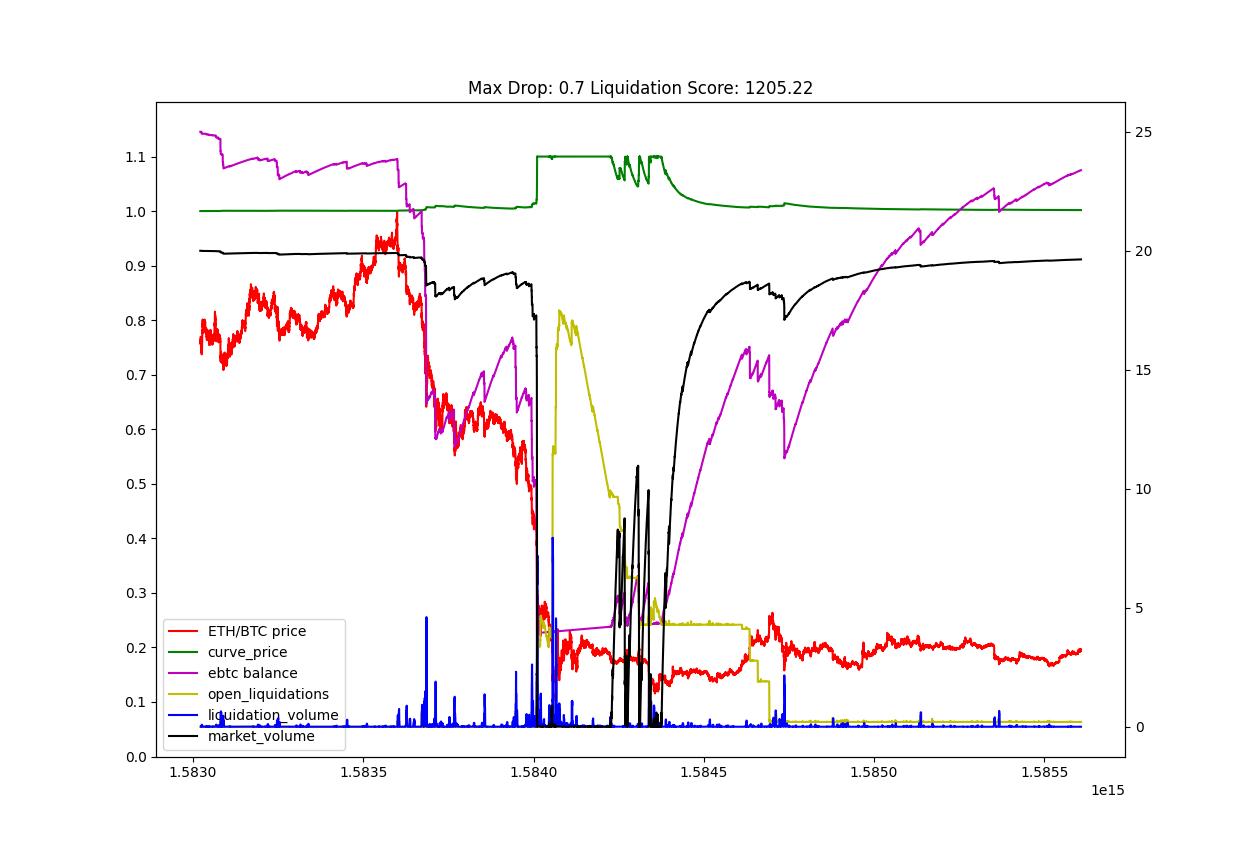 Max Drop: 0.7 Liquidation Score: 1205.22
1.1
1.0
0.9
0.8
0.7
0.6
0.5
0.4
0.3
0.2
0.1
0.0
25
20
15
10
5
0
ETH/BTC price
curve_price
ebtc balance
open_liquidations
liquidation_volume
market_volume
1.5830 1.5835 1.5840 1.5845 1.5850 1.5855
1e15